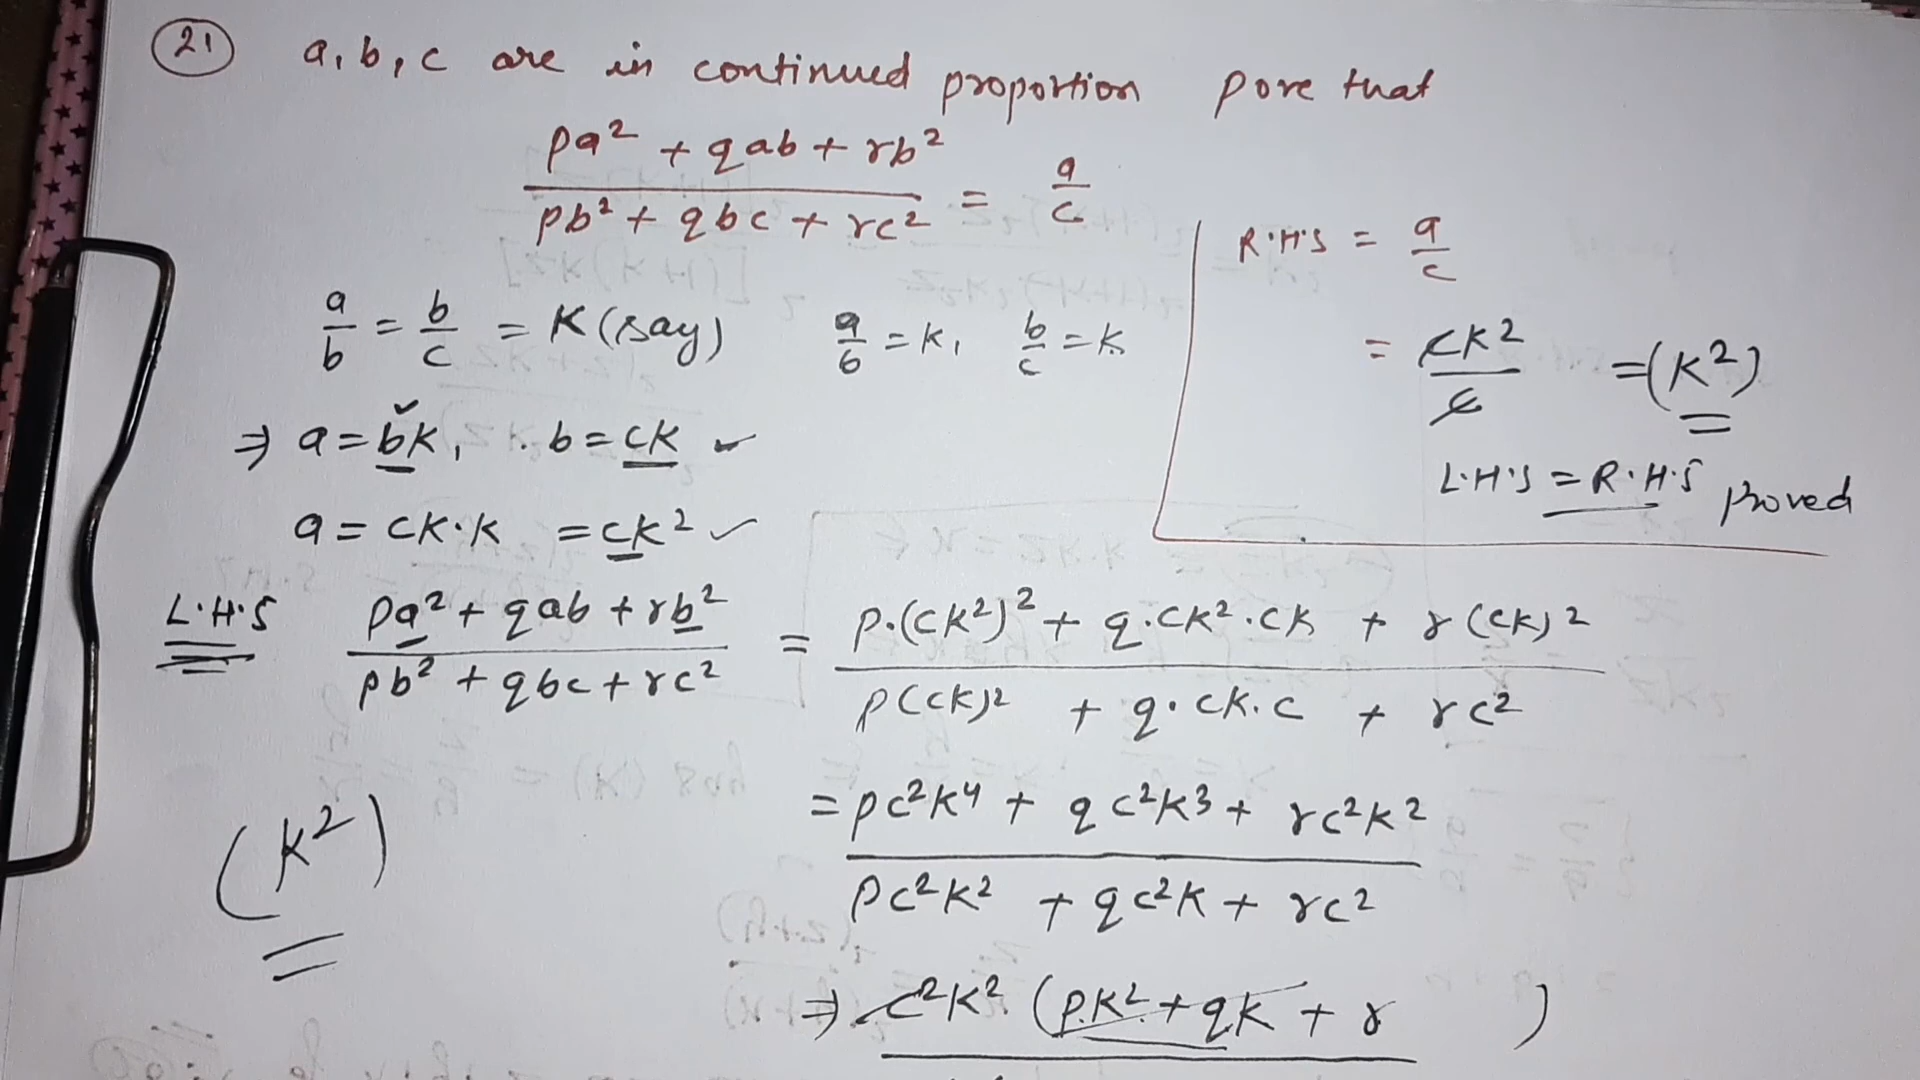 21 a, b, c are in continued proportion pove that
pa² + qab + rb² / pb² + qbc + rc² = a/c
a/b = b/c = K (say) a/b = K, b/c = K
⇒ a = bK, b = cK ✓
a = cK·K = cK² ✓
R.H.S = a/c
= cK²/c = (K²)
L.H.S = R.H.S proved
L.H.S pa² + qab + rb² / pb² + qbc + rc² = p.(cK²)² + q.cK².cK + r(cK)² / p(cK)² + q.cK.c + rc²
= pc²K⁴ + qc²K³ + rc²K² / pc²K² + qc²K + rc²
(K²)
⇒ c²K² (p.K² + qK + r )